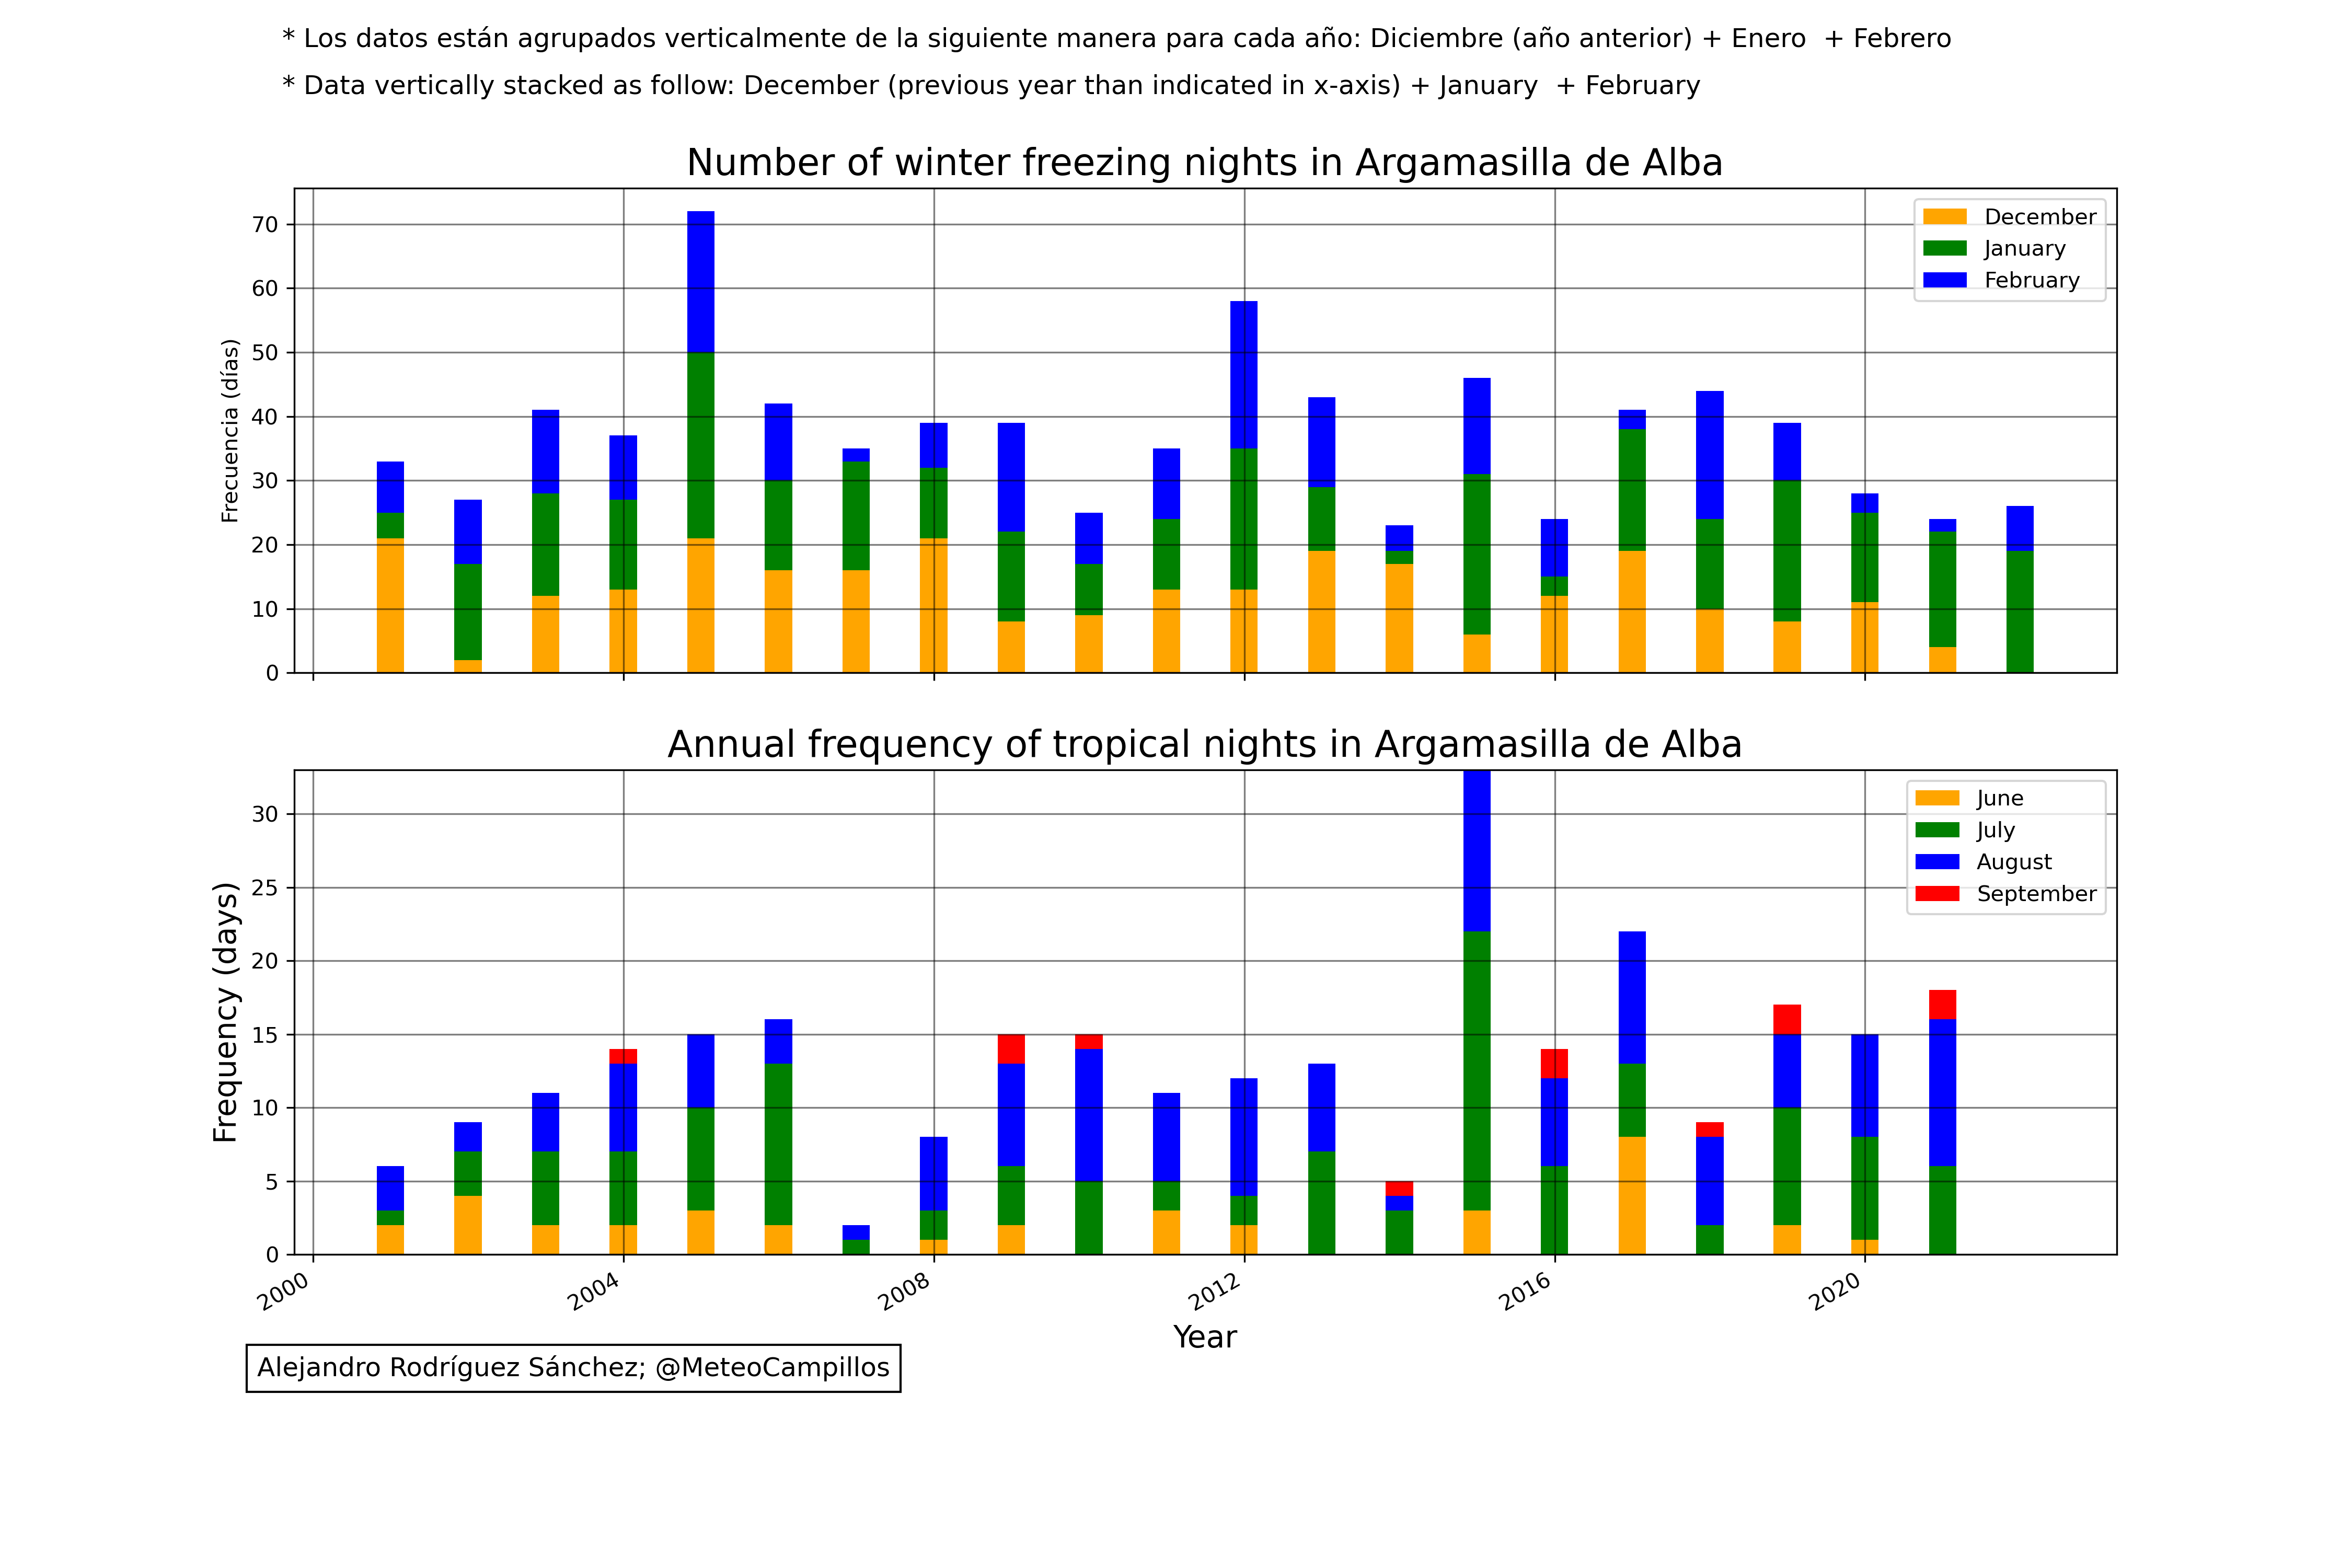 * Los datos están agrupados verticalmente de la siguiente manera para cada año: Diciembre (año anterior) + Enero  + Febrero
* Data vertically stacked as follow: December (previous year than indicated in x-axis) + January  + February
Number of winter freezing nights in Argamasilla de Alba
Frecuencia (días)
70
60
50
40
30
20
10
0
December
January
February
Annual frequency of tropical nights in Argamasilla de Alba
Frequency (days)
30
25
20
15
10
5
0
June
July
August
September
2000
2004
2008
2012
2016
2020
Year
Alejandro Rodríguez Sánchez; @MeteoCampillos